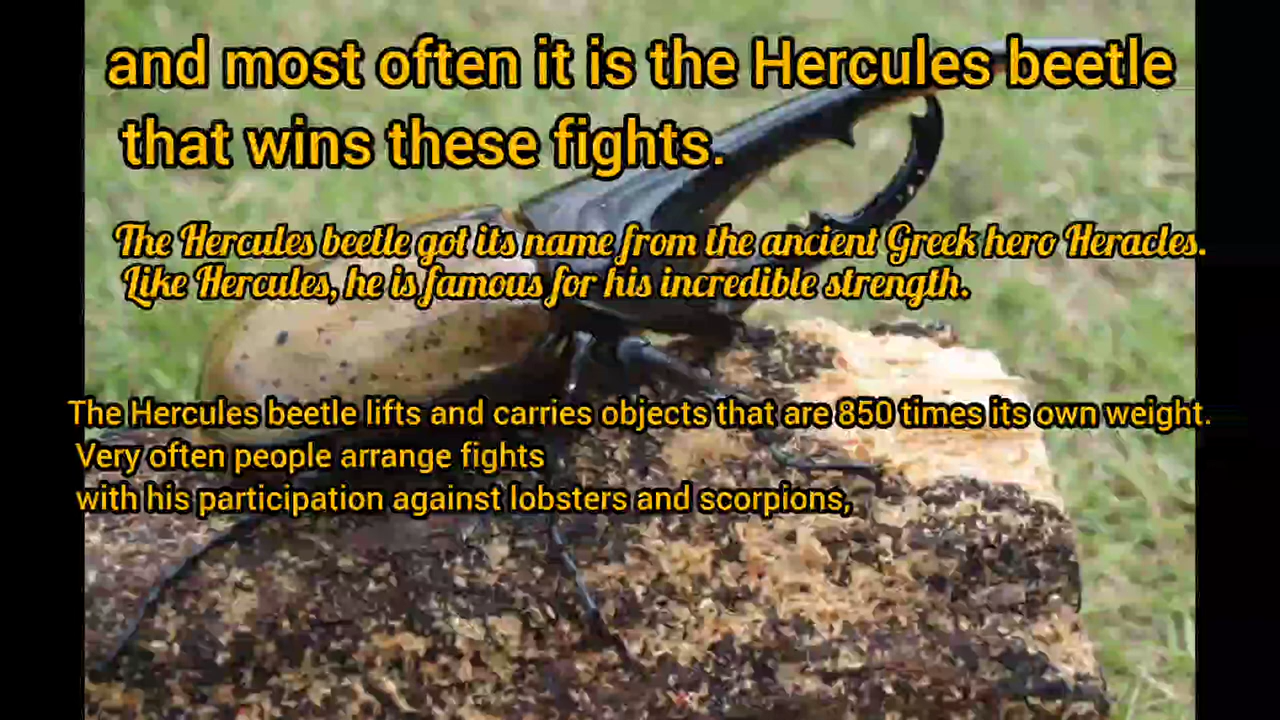 and most often it is the Hercules beetle
that wins these fights.
The Hercules beetle got its name from the ancient Greek hero Heracles.
Like Hercules, he is famous for his incredible strength.
The Hercules beetle lifts and carries objects that are 850 times its own weight.
Very often people arrange fights
with his participation against lobsters and scorpions,